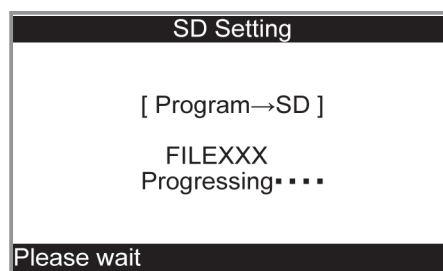 SD Setting
[ Program→SD ]
FILEXXX
Progressing▪▪▪▪
Please wait